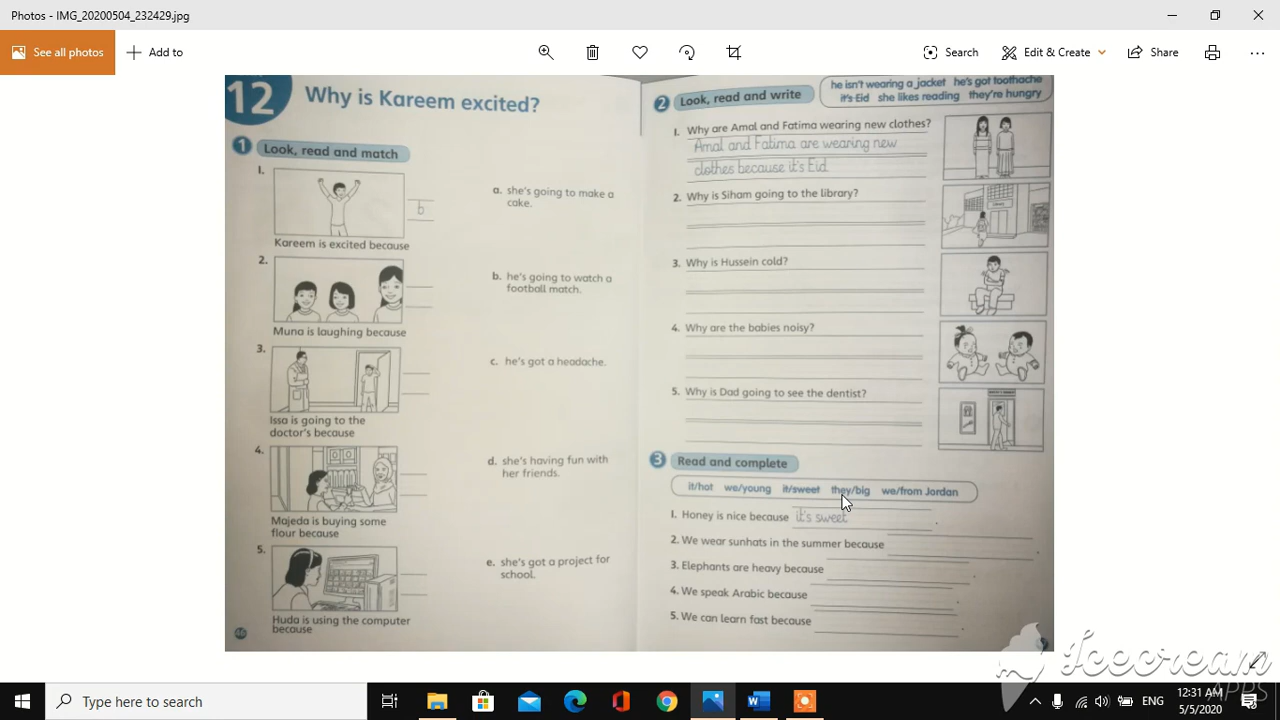 Photos - IMG_20200504_232429.jpg
See all photos
Add to
Search
Edit & Create
Share
12
Why is Kareem excited?
1 Look, read and match
1.
b
Kareem is excited because
2.
Muna is laughing because
3.
Issa is going to the
doctor's because
4.
Majeda is buying some
flour because
5.
Huda is using the computer
because
46
a. she's going to make a
cake.
b. he's going to watch a
football match.
c. he's got a headache.
d. she's having fun with
her friends.
e. she's got a project for
school.
2 Look, read and write
he isn't wearing a jacket he's got toothache
it's Eid she likes reading they're hungry
1. Why are Amal and Fatima wearing new clothes?
Amal and Fatima are wearing new
clothes because it's Eid
2. Why is Siham going to the library?
3. Why is Hussein cold?
4. Why are the babies noisy?
5. Why is Dad going to see the dentist?
3 Read and complete
it/hot we/young it/sweet they/big we/from Jordan
1. Honey is nice because it's sweet .
2. We wear sunhats in the summer because .
3. Elephants are heavy because .
4. We speak Arabic because .
5. We can learn fast because .
Icecream
APPS
Type here to search
ENG
12:31 AM
5/5/2020